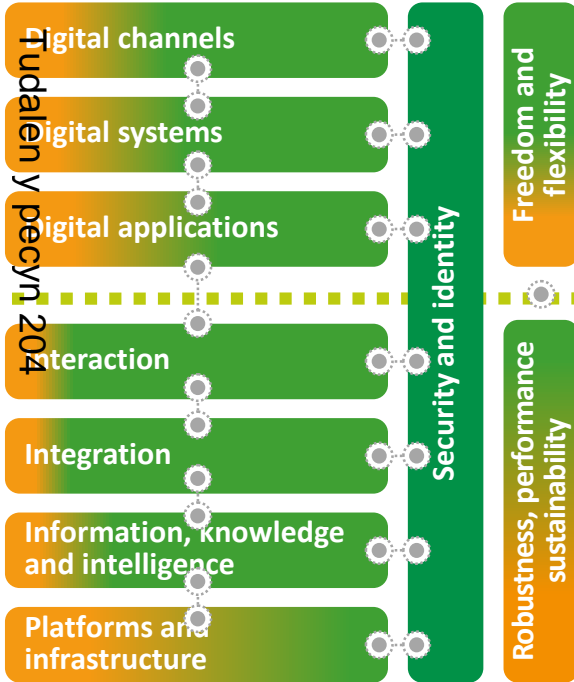 Digital channels
Digital systems
Digital applications
Interaction
Integration
Information, knowledge
and intelligence
Platforms and
infrastructure
Security and identity
Freedom and
flexibility
Robustness, performance
sustainability
Tudalen y pecyn 204